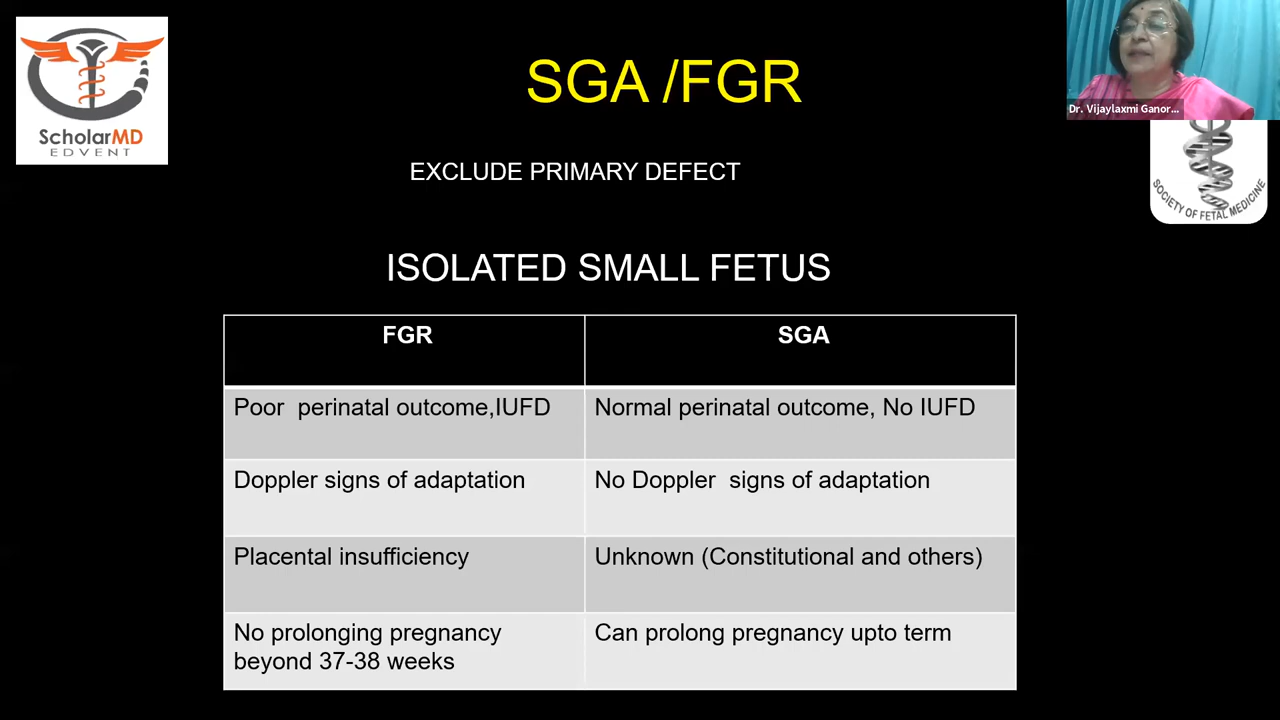 ScholarMD
EDVENT
SGA /FGR
Dr. Vijaylaxmi Ganor...
SOCIETY OF FETAL MEDICINE
EXCLUDE PRIMARY DEFECT
ISOLATED SMALL FETUS
FGR
SGA
Poor perinatal outcome,IUFD
Normal perinatal outcome, No IUFD
Doppler signs of adaptation
No Doppler signs of adaptation
Placental insufficiency
Unknown (Constitutional and others)
No prolonging pregnancy
beyond 37-38 weeks
Can prolong pregnancy upto term